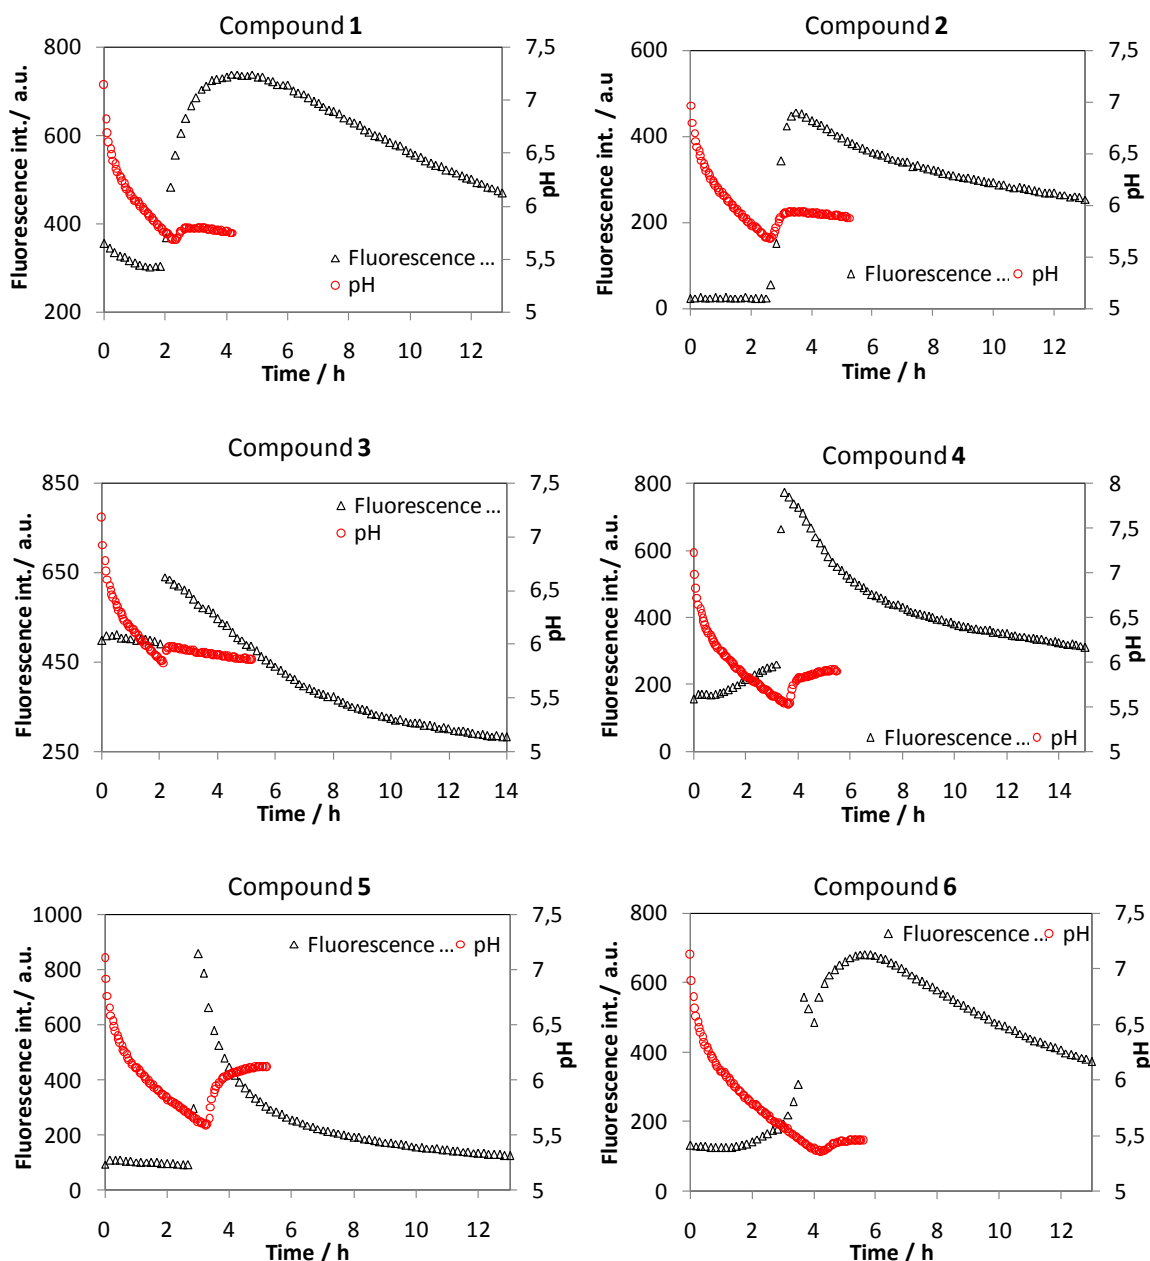 Compound 1
Fluorescence int./ a.u.
800
600
400
200
7,5
7
6,5
6
5,5
5
pH
Fluorescence ...
pH
0 2 4 6 8 10 12
Time / h
Compound 2
Fluorescence int./ a.u
600
400
200
0
7,5
7
6,5
6
5,5
5
pH
Fluorescence ... pH
0 2 4 6 8 10 12
Time / h
Compound 3
Fluorescence int./ a.u.
850
650
450
250
7,5
7
6,5
6
5,5
5
pH
Fluorescence ...
pH
0 2 4 6 8 10 12 14
Time / h
Compound 4
Fluorescence int./ a.u.
800
600
400
200
0
8
7,5
7
6,5
6
5,5
5
pH
Fluorescence ... pH
0 2 4 6 8 10 12 14
Time / h
Compound 5
Fluorescence int./ a.u.
1000
800
600
400
200
0
7,5
7
6,5
6
5,5
5
pH
Fluorescence ... pH
0 2 4 6 8 10 12
Time / h
Compound 6
Fluorescence int./ a.u.
800
600
400
200
0
7,5
7
6,5
6
5,5
5
pH
Fluorescence ... pH
0 2 4 6 8 10 12
Time / h